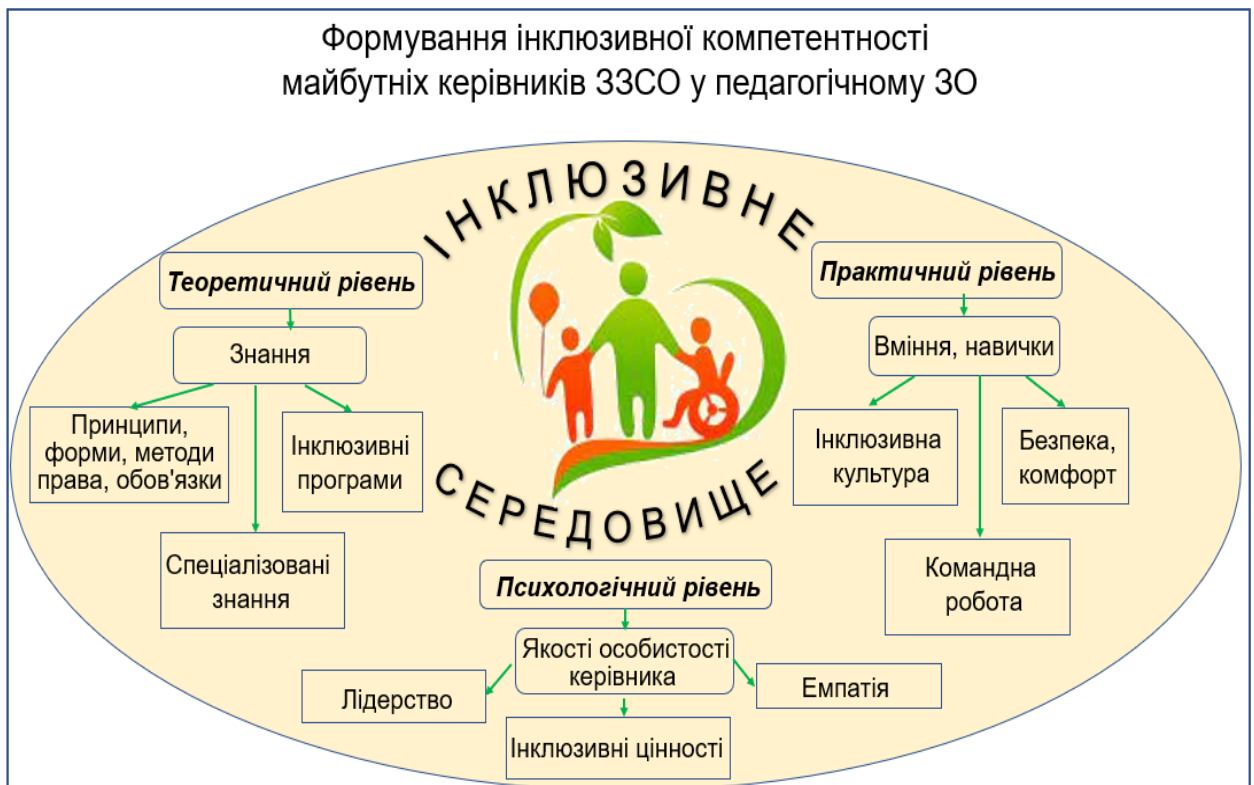 Формування інклюзивної компетентності
майбутніх керівників ЗЗСО у педагогічному ЗО
ІНКЛЮЗИВНЕ
СЕРЕДОВИЩЕ
Теоретичний рівень
Знання
Принципи,
форми, методи
права, обов'язки
Інклюзивні
програми
Спеціалізовані
знання
Практичний рівень
Вміння, навички
Інклюзивна
культура
Безпека,
комфорт
Командна
робота
Психологічний рівень
Якості особистості
керівника
Лідерство
Інклюзивні цінності
Емпатія